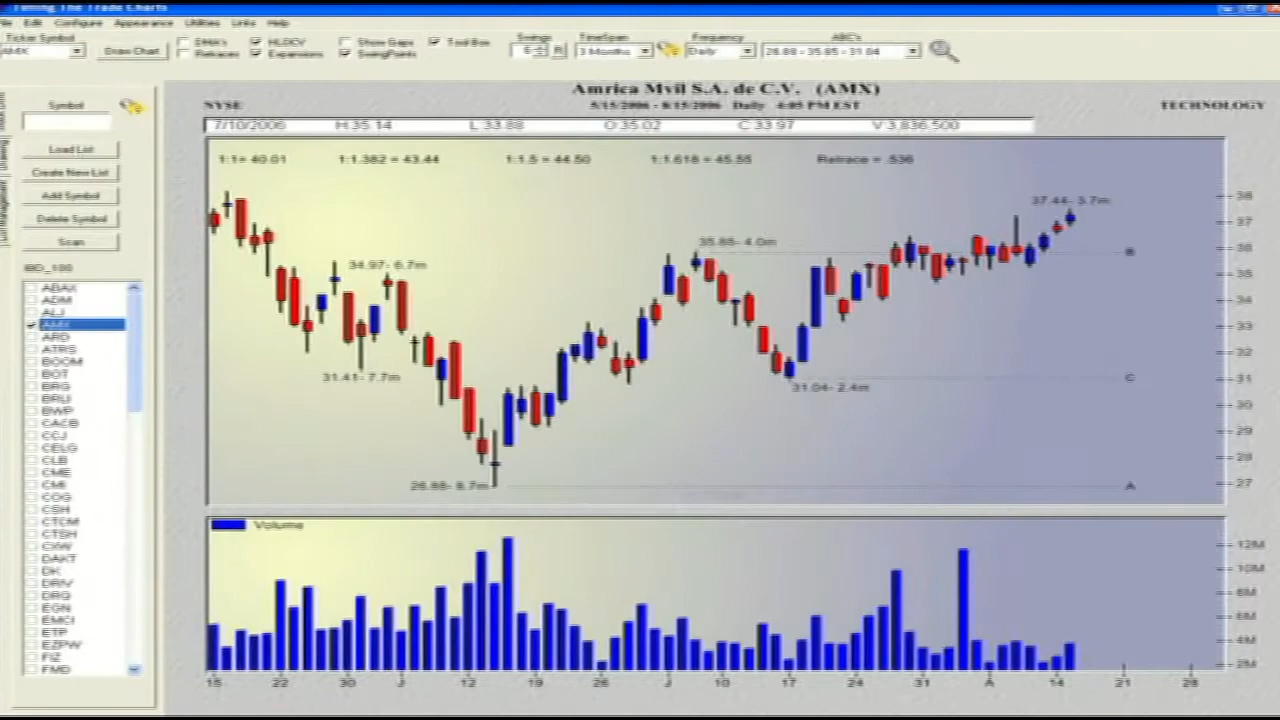 Timing The Trade Charts
File Edit Configure Appearance Utilities Links Help
Ticker Symbol
AMX
Draw Chart
DMA's
Retraces
HLOCV
Expansions
Show Gaps
SwingPoints
Tool Box
Swings
6
R
TimeSpan
3 Months
Frequency
Daily
ABC's
26.88 - 35.85 - 31.04
Symbol
Load List
Create New List
Add Symbol
Delete Symbol
Scan
IBD_100
ABAX
ADM
ALJ
AMX
ARD
ATRS
BOOM
BOT
BRG
BRLI
BWP
CACB
CCJ
CELG
CLB
CME
CMI
COG
CSH
CTCM
CTSH
CXW
DAKT
DK
DRIV
DRQ
EGN
EMCI
ETP
EZPW
FIZ
FMD
Amrica Mvil S.A. de C.V. (AMX)
NYSE
5/15/2006 - 8/15/2006 Daily 4:05 PM EST
TECHNOLOGY
7/10/2006 H:35.14 L:33.88 O:35.02 C:33.97 V:3,836,500
1:1= 40.01 1:1.382 = 43.44 1:1.5 = 44.50 1:1.618 = 45.55 Retrace = .536
37.44- 3.7m
35.85- 4.0m
34.97- 6.7m
31.41- 7.7m
31.04- 2.4m
26.88- 8.7m
B
C
A
38
37
36
35
34
33
32
31
30
29
28
27
Volume
12M
10M
8M
6M
4M
2M
15 22 30 J 12 19 26 J 10 17 24 31 A 14 21 28